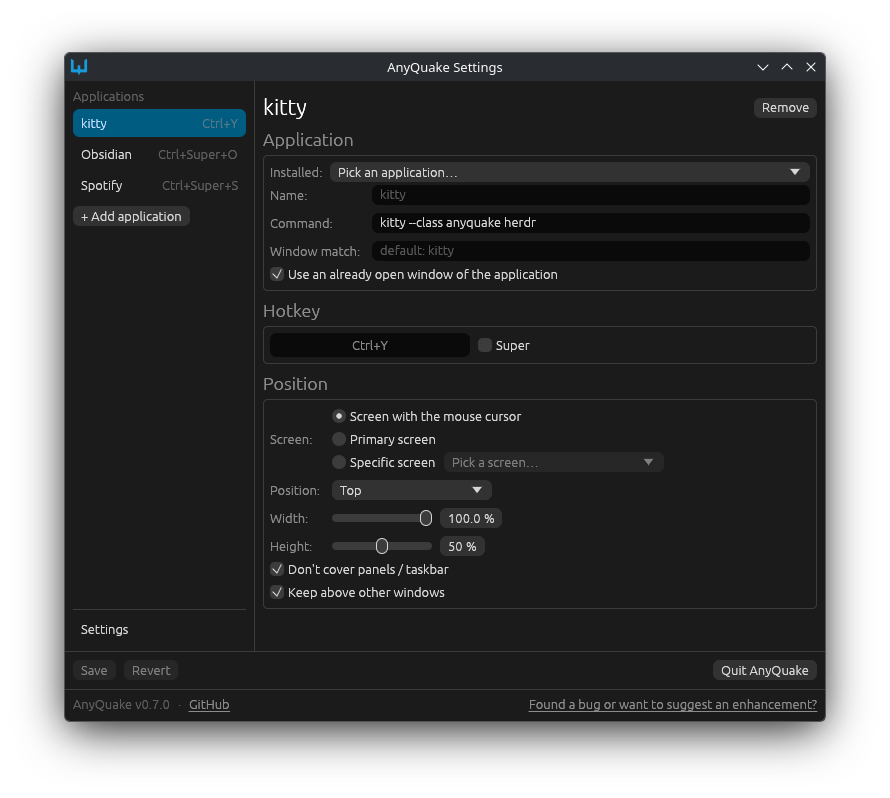 AnyQuake Settings
Applications
kitty Ctrl+Y
Obsidian Ctrl+Super+O
Spotify Ctrl+Super+S
+ Add application
Settings
kitty
Remove
Application
Installed: Pick an application...
Name: kitty
Command: kitty --class anyquake herdr
Window match: default: kitty
Use an already open window of the application
Hotkey
Ctrl+Y Super
Position
Screen: Screen with the mouse cursor
Primary screen
Specific screen Pick a screen...
Position: Top
Width: 100.0 %
Height: 50 %
Don't cover panels / taskbar
Keep above other windows
Save Revert Quit AnyQuake
AnyQuake v0.7.0 · GitHub Found a bug or want to suggest an enhancement?